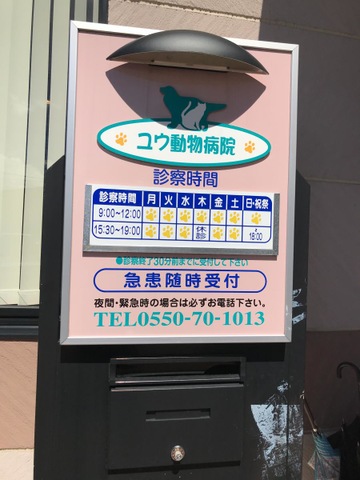 ユウ動物病院
診察時間
診察時間 月 火 水 木 金 土 日・祝祭
9:00~12:00
15:30~19:00 休診 18:00
●診察終了30分前までに受付して下さい
急患随時受付
夜間・緊急時の場合は必ずお電話下さい。
TEL0550-70-1013